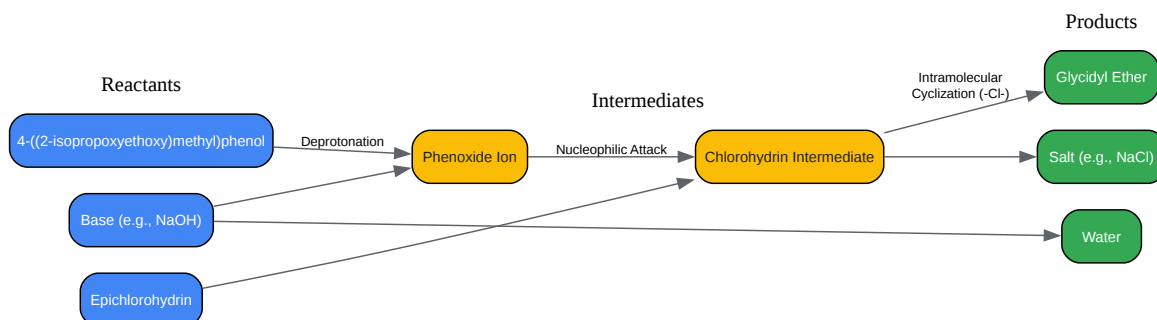 Products
Reactants
Intermediates
4-((2-isopropoxyethoxy)methyl)phenol
Deprotonation
Phenoxide Ion
Nucleophilic Attack
Chlorohydrin Intermediate
Intramolecular
Cyclization (-Cl-)
Glycidyl Ether
Salt (e.g., NaCl)
Base (e.g., NaOH)
Water
Epichlorohydrin